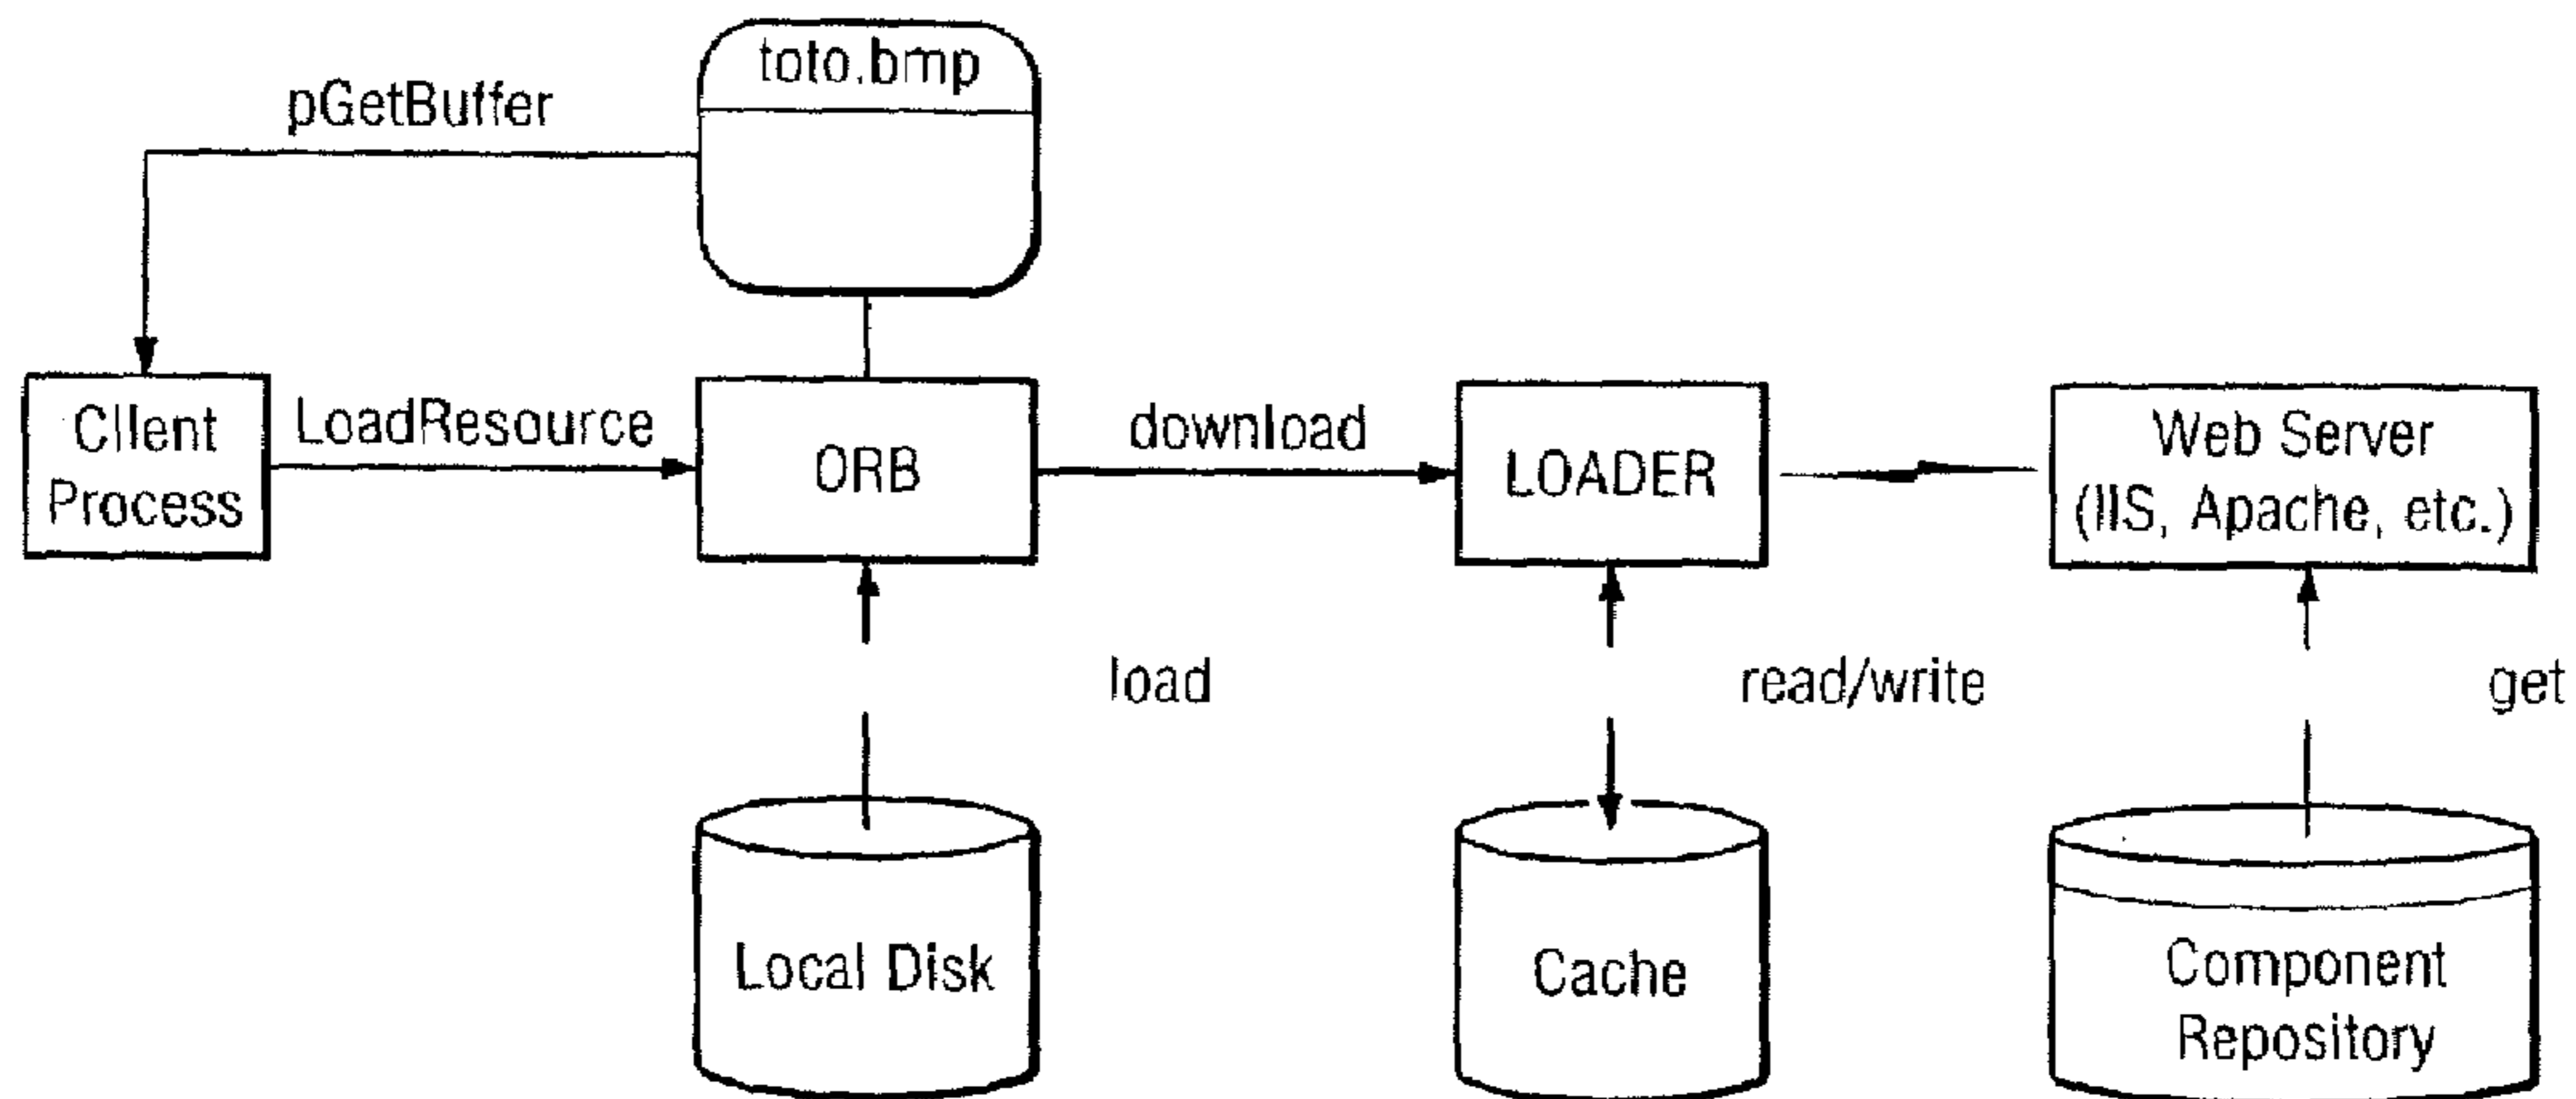 toto.bmp
pGetBuffer
Client
Process
LoadResource
ORB
download
LOADER
Web Server
(IIS, Apache, etc.)
load
read/write
get
Local Disk
Cache
Component
Repository